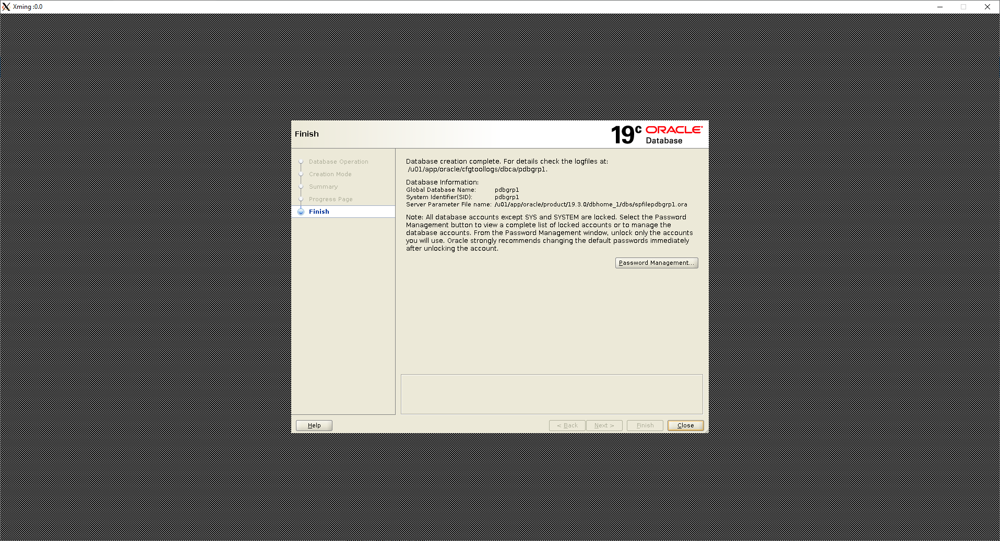 Xming :0.0
Finish
19c ORACLE
Database
Database Operation
Creation Mode
Summary
Progress Page
Finish
Database creation complete. For details check the logfiles at:
/u01/app/oracle/cfgtoollogs/dbca/pdbgrp1.
Database Information:
Global Database Name: pdbgrp1
System Identifier(SID): pdbgrp1
Server Parameter File name: /u01/app/oracle/product/19.3.0/dbhome_1/dbs/spfilepdbgrp1.ora
Note: All database accounts except SYS and SYSTEM are locked. Select the Password
Management button to view a complete list of locked accounts or to manage the
database accounts. From the Password Management window, unlock only the accounts
you will use. Oracle strongly recommends changing the default passwords immediately
after unlocking the account.
Password Management...
Help
< Back
Next >
Finish
Close